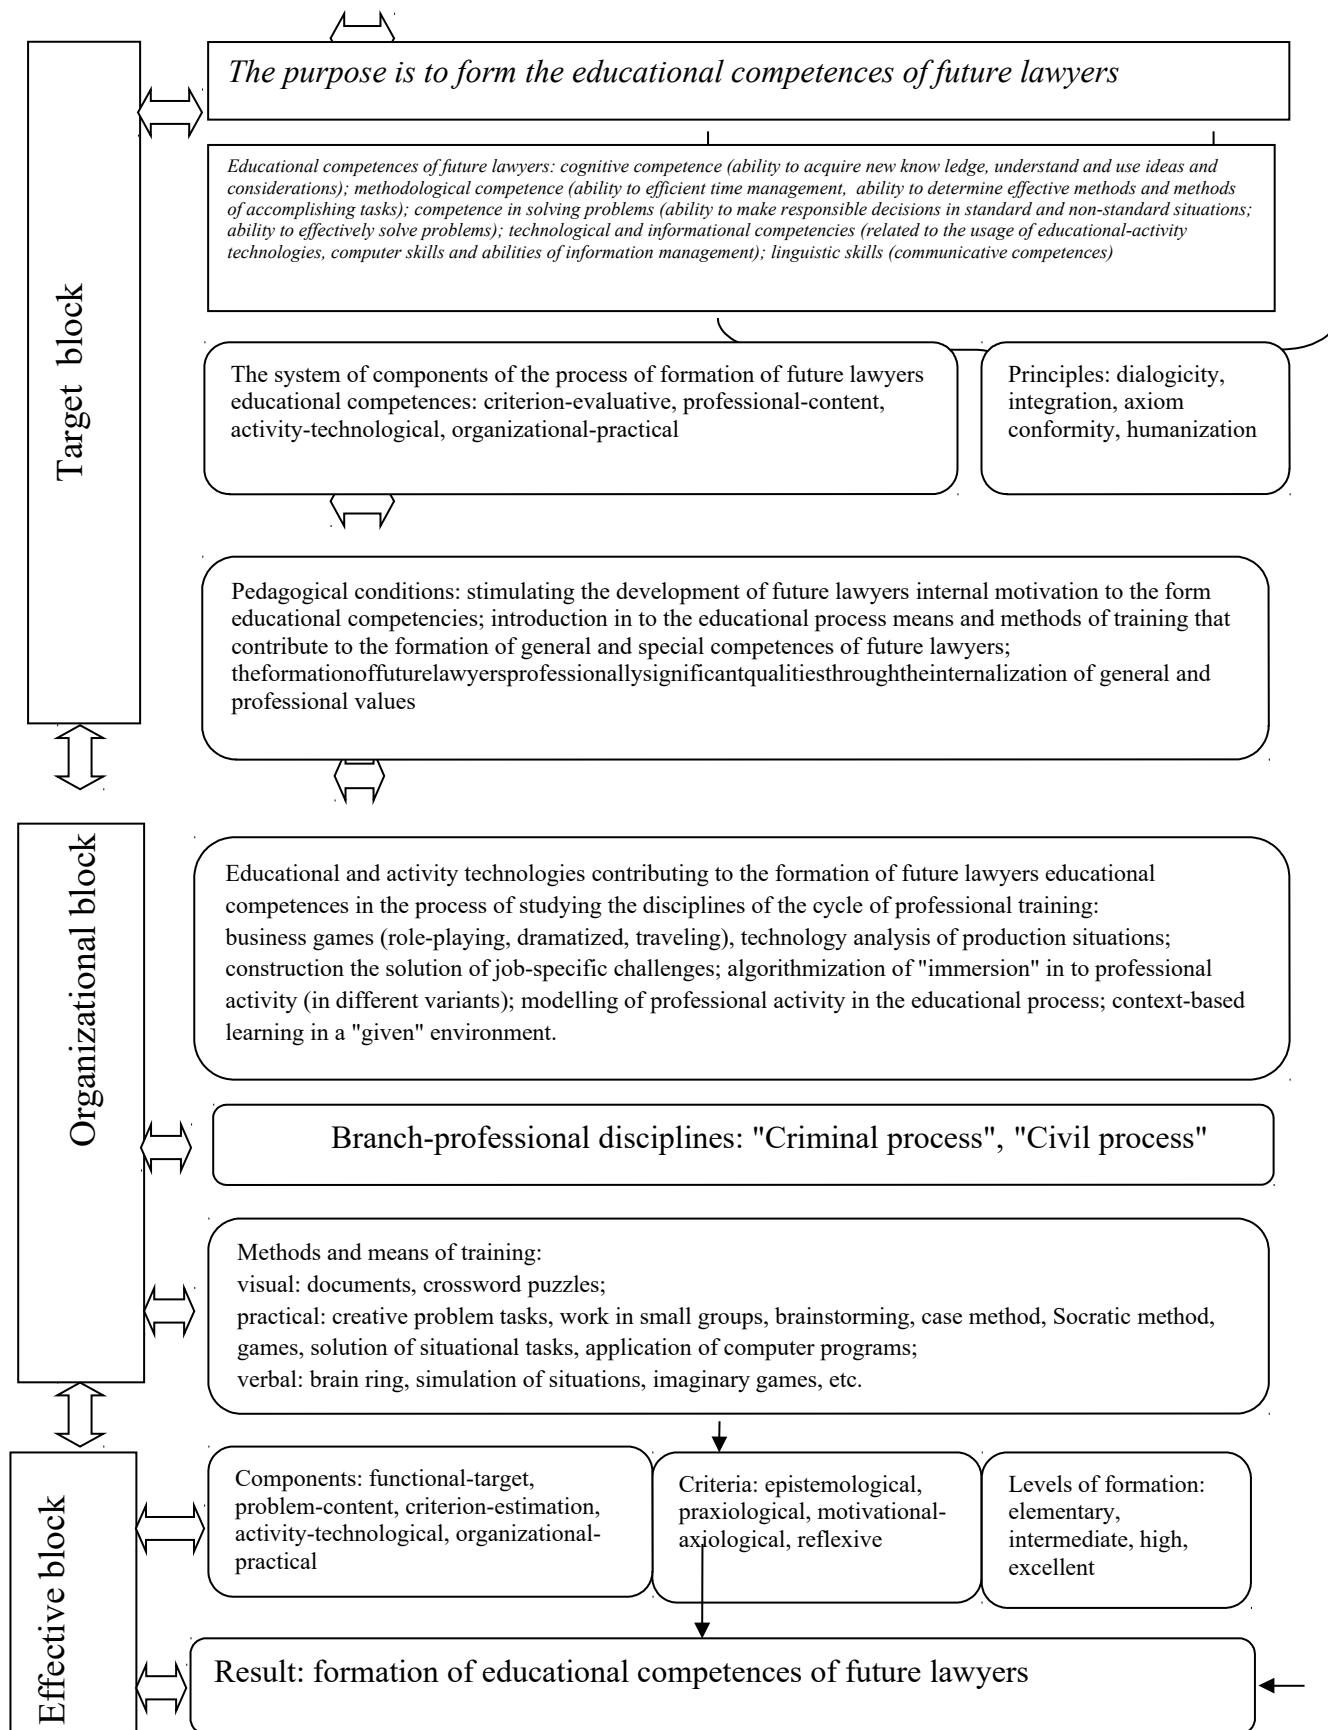 The purpose is to form the educational competences of future lawyers
Target block
Educational competences of future lawyers: cognitive competence (ability to acquire new know ledge, understand and use ideas and
considerations); methodological competence (ability to efficient time management, ability to determine effective methods and methods
of accomplishing tasks); competence in solving problems (ability to make responsible decisions in standard and non-standard situations;
ability to effectively solve problems); technological and informational competencies (related to the usage of educational-activity
technologies, computer skills and abilities of information management); linguistic skills (communicative competences)
The system of components of the process of formation of future lawyers
educational competences: criterion-evaluative, professional-content,
activity-technological, organizational-practical
Principles: dialogicity,
integration, axiom
conformity, humanization
Pedagogical conditions: stimulating the development of future lawyers internal motivation to the form
educational competencies; introduction in to the educational process means and methods of training that
contribute to the formation of general and special competences of future lawyers;
theformationoffuturelawyersprofessionallysignificantqualitiesthroughtheinternalization of general and
professional values
Organizational block
Educational and activity technologies contributing to the formation of future lawyers educational
competences in the process of studying the disciplines of the cycle of professional training:
business games (role-playing, dramatized, traveling), technology analysis of production situations;
construction the solution of job-specific challenges; algorithmization of "immersion" in to professional
activity (in different variants); modelling of professional activity in the educational process; context-based
learning in a "given" environment.
Branch-professional disciplines: "Criminal process", "Civil process"
Methods and means of training:
visual: documents, crossword puzzles;
practical: creative problem tasks, work in small groups, brainstorming, case method, Socratic method,
games, solution of situational tasks, application of computer programs;
verbal: brain ring, simulation of situations, imaginary games, etc.
Effective block
Components: functional-target,
problem-content, criterion-estimation,
activity-technological, organizational-
practical
Criteria: epistemological,
praxiological, motivational-
axiological, reflexive
Levels of formation:
elementary,
intermediate, high,
excellent
Result: formation of educational competences of future lawyers